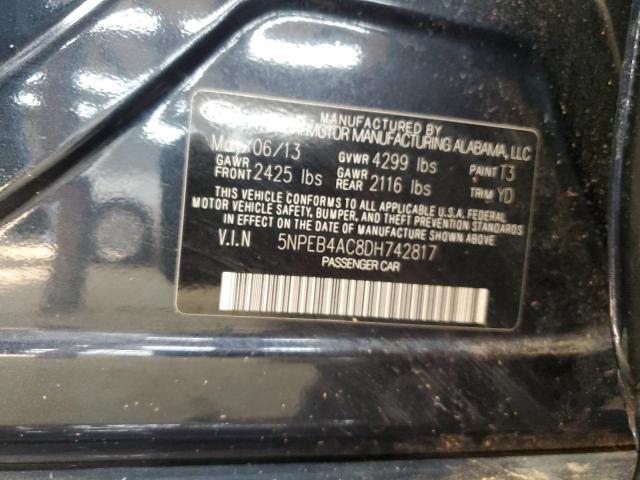 MANUFACTURED BY
MOTOR MANUFACTURING ALABAMA, LLC
06/13 GVWR 4299 lbs PAINT T3
GAWR FRONT 2425 lbs GAWR REAR 2116 lbs TRIM YD
THIS VEHICLE CONFORMS TO ALL APPLICABLE U.S.A. FEDERAL
MOTOR VEHICLE SAFETY, BUMPER, AND THEFT PREVENTION STANDARDS
IN EFFECT ON THE DATE OF MANUFACTURE SHOWN ABOVE.
V.I.N 5NPEB4AC8DH742817
PASSENGER CAR